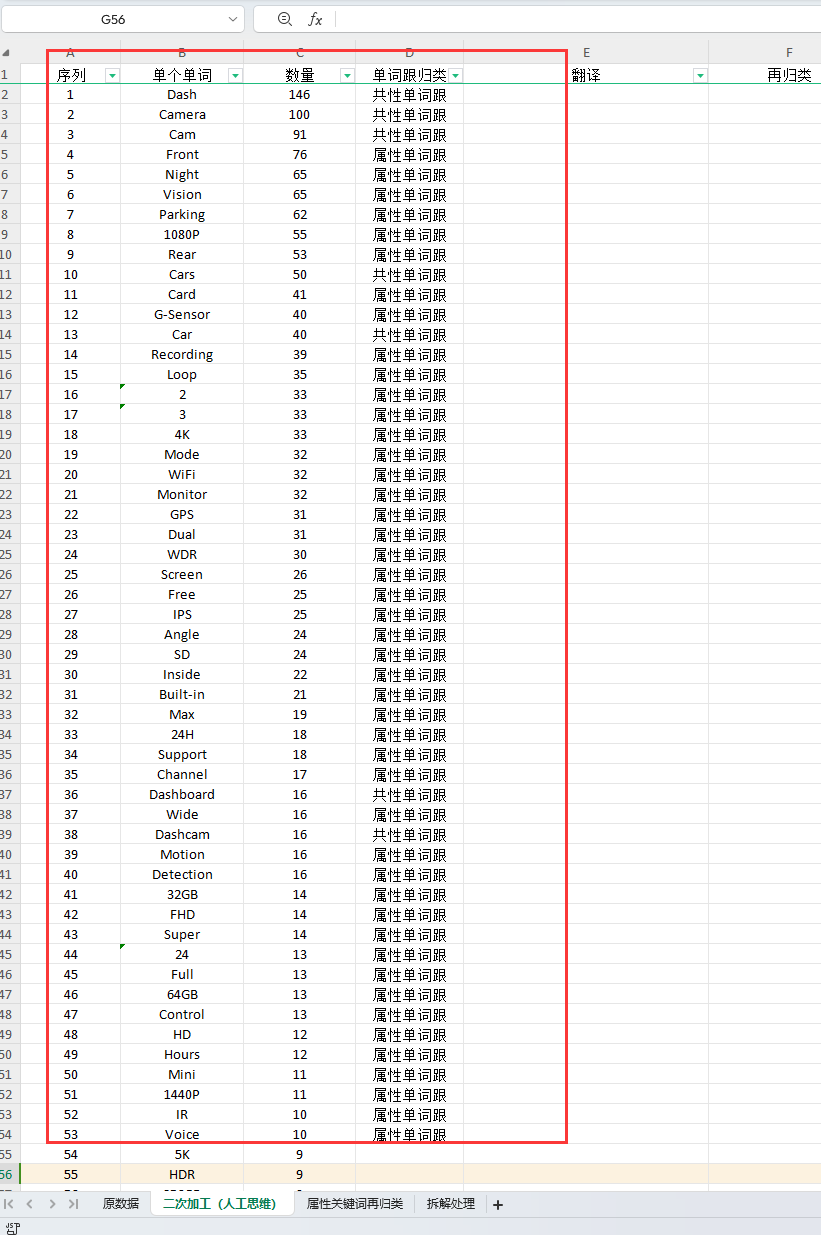 G56 fx
A B C D E F
1 序列 单个单词 数量 单词跟归类 翻译 再归类
2 1 Dash 146 共性单词跟
3 2 Camera 100 共性单词跟
4 3 Cam 91 共性单词跟
5 4 Front 76 属性单词跟
6 5 Night 65 属性单词跟
7 6 Vision 65 属性单词跟
8 7 Parking 62 属性单词跟
9 8 1080P 55 属性单词跟
10 9 Rear 53 属性单词跟
11 10 Cars 50 共性单词跟
12 11 Card 41 属性单词跟
13 12 G-Sensor 40 属性单词跟
14 13 Car 40 共性单词跟
15 14 Recording 39 属性单词跟
16 15 Loop 35 属性单词跟
17 16 2 33 属性单词跟
18 17 3 33 属性单词跟
19 18 4K 33 属性单词跟
20 19 Mode 32 属性单词跟
21 20 WiFi 32 属性单词跟
22 21 Monitor 32 属性单词跟
23 22 GPS 31 属性单词跟
24 23 Dual 31 属性单词跟
25 24 WDR 30 属性单词跟
26 25 Screen 26 属性单词跟
27 26 Free 25 属性单词跟
28 27 IPS 25 属性单词跟
29 28 Angle 24 属性单词跟
30 29 SD 24 属性单词跟
31 30 Inside 22 属性单词跟
32 31 Built-in 21 属性单词跟
33 32 Max 19 属性单词跟
34 33 24H 18 属性单词跟
35 34 Support 18 属性单词跟
36 35 Channel 17 属性单词跟
37 36 Dashboard 16 共性单词跟
38 37 Wide 16 属性单词跟
39 38 Dashcam 16 共性单词跟
40 39 Motion 16 属性单词跟
41 40 Detection 16 属性单词跟
42 41 32GB 14 属性单词跟
43 42 FHD 14 属性单词跟
44 43 Super 14 属性单词跟
45 44 24 13 属性单词跟
46 45 Full 13 属性单词跟
47 46 64GB 13 属性单词跟
48 47 Control 13 属性单词跟
49 48 HD 12 属性单词跟
50 49 Hours 12 属性单词跟
51 50 Mini 11 属性单词跟
52 51 1440P 11 属性单词跟
53 52 IR 10 属性单词跟
54 53 Voice 10 属性单词跟
55 54 5K 9
56 55 HDR 9
原数据 二次加工（人工思维） 属性关键词再归类 拆解处理 +